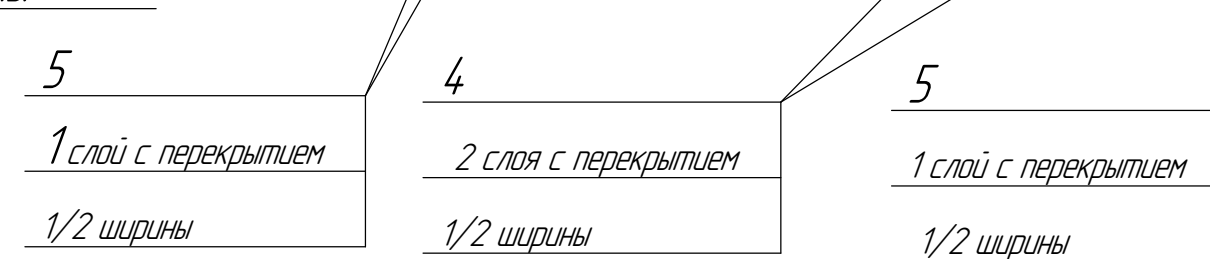 5
1 слой с перекрытием
1/2 ширины
4
2 слоя с перекрытием
1/2 ширины
5
1 слой с перекрытием
1/2 ширины